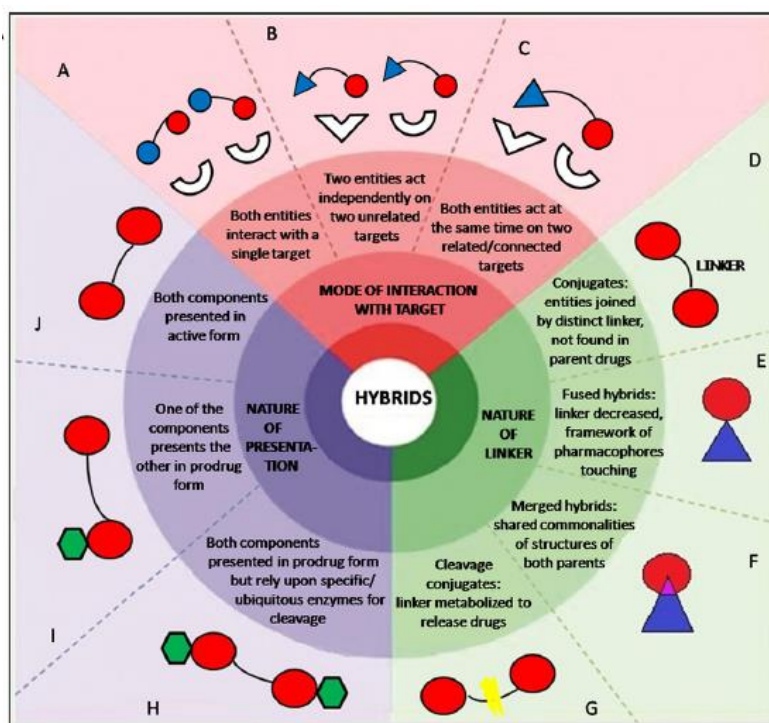 A
B
C
D
E
F
G
H
I
J
Both entities
interact with a
single target
Two entities act
independently on
two unrelated
targets
Both entities act at
the same time on two
related/connected
targets
MODE OF INTERACTION
WITH TARGET
LINKER
Conjugates:
entities joined
by distinct linker,
not found in
parent drugs
Fused hybrids:
linker decreased,
framework of
pharmacophores
touching
Merged hybrids:
shared commonalities
of structures of
both parents
Cleavage
conjugates:
linker metabolized to
release drugs
NATURE
OF
LINKER
HYBRIDS
Both components
presented in
active form
One of the
components
presents the
other in prodrug
form
NATURE
OF
PRESENTA-
TION
Both components
presented in prodrug form
but rely upon specific/
ubiquitous enzymes for
cleavage